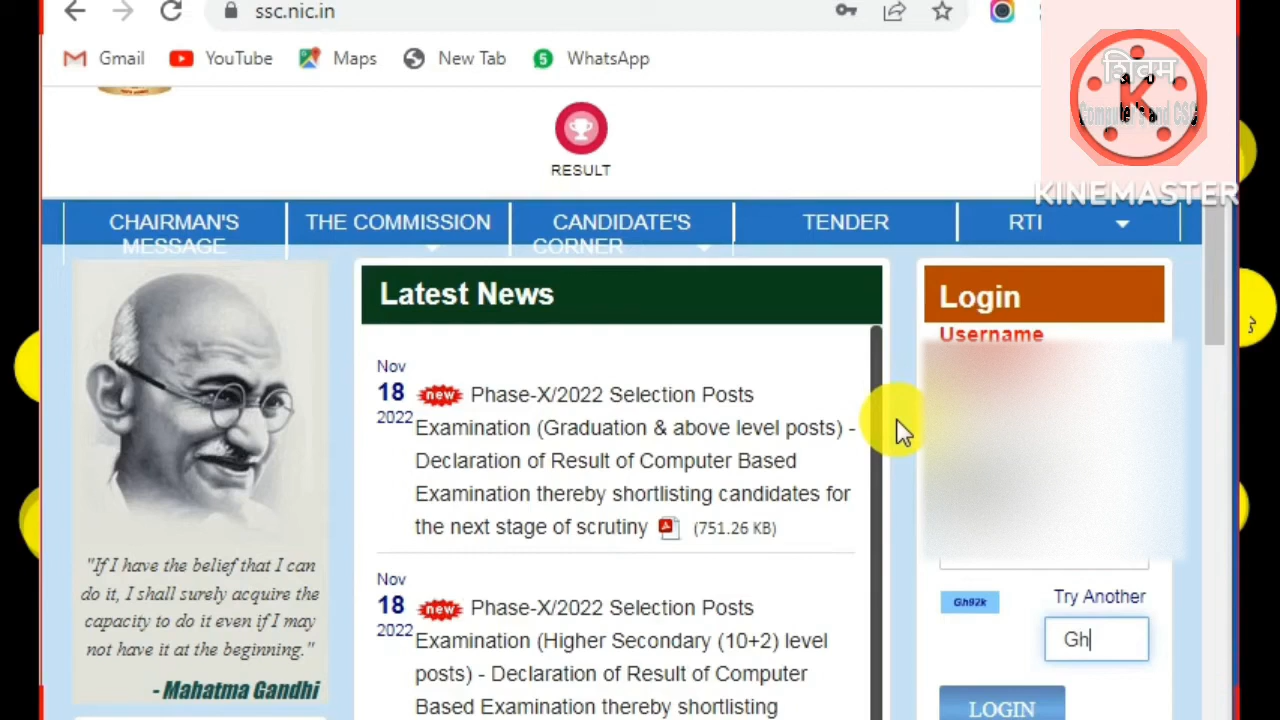 ssc.nic.in
Gmail YouTube Maps New Tab 5 WhatsApp
शिवम
K
Computer's and CSC
KINEMASTER
RESULT
CHAIRMAN'S MESSAGE
THE COMMISSION
CANDIDATE'S CORNER
TENDER
RTI
Latest News
Nov
18
2022
new Phase-X/2022 Selection Posts
Examination (Graduation & above level posts) -
Declaration of Result of Computer Based
Examination thereby shortlisting candidates for
the next stage of scrutiny (751.26 KB)
Nov
18
2022
new Phase-X/2022 Selection Posts
Examination (Higher Secondary (10+2) level
posts) - Declaration of Result of Computer
Based Examination thereby shortlisting
"If I have the belief that I can
do it, I shall surely acquire the
capacity to do it even if I may
not have it at the beginning."
- Mahatma Gandhi
Login
Username
Gh92k
Try Another
Gh
LOGIN